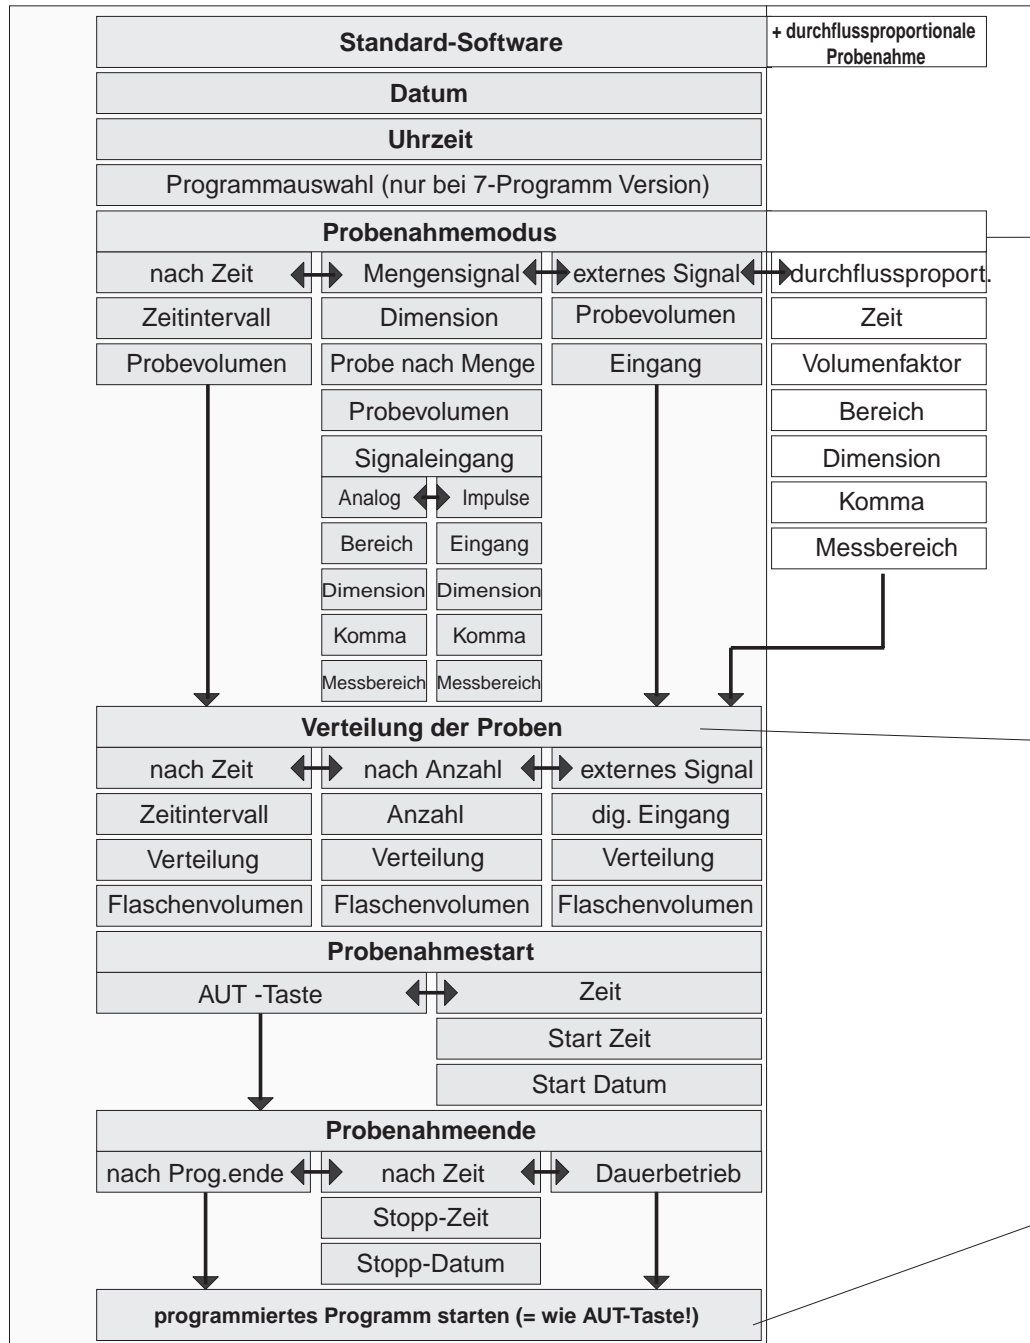 Standard-Software
+ durchflussproportionale
Probenahme
Datum
Uhrzeit
Programmauswahl (nur bei 7-Programm Version)
Probenahmemodus
nach Zeit Mengensignal externes Signal durchflussproport.
Zeitintervall Dimension Probevolumen Zeit
Probevolumen Probe nach Menge Eingang Volumenfaktor
Probevolumen Bereich
Signaleingang Dimension
Analog Impulse Komma
Bereich Eingang Messbereich
Dimension Dimension
Komma Komma
Messbereich Messbereich
Verteilung der Proben
nach Zeit nach Anzahl externes Signal
Zeitintervall Anzahl dig. Eingang
Verteilung Verteilung Verteilung
Flaschenvolumen Flaschenvolumen Flaschenvolumen
Probenahmestart
AUT -Taste Zeit
Start Zeit
Start Datum
Probenahmeende
nach Prog.ende nach Zeit Dauerbetrieb
Stopp-Zeit
Stopp-Datum
programmiertes Programm starten (= wie AUT-Taste!)